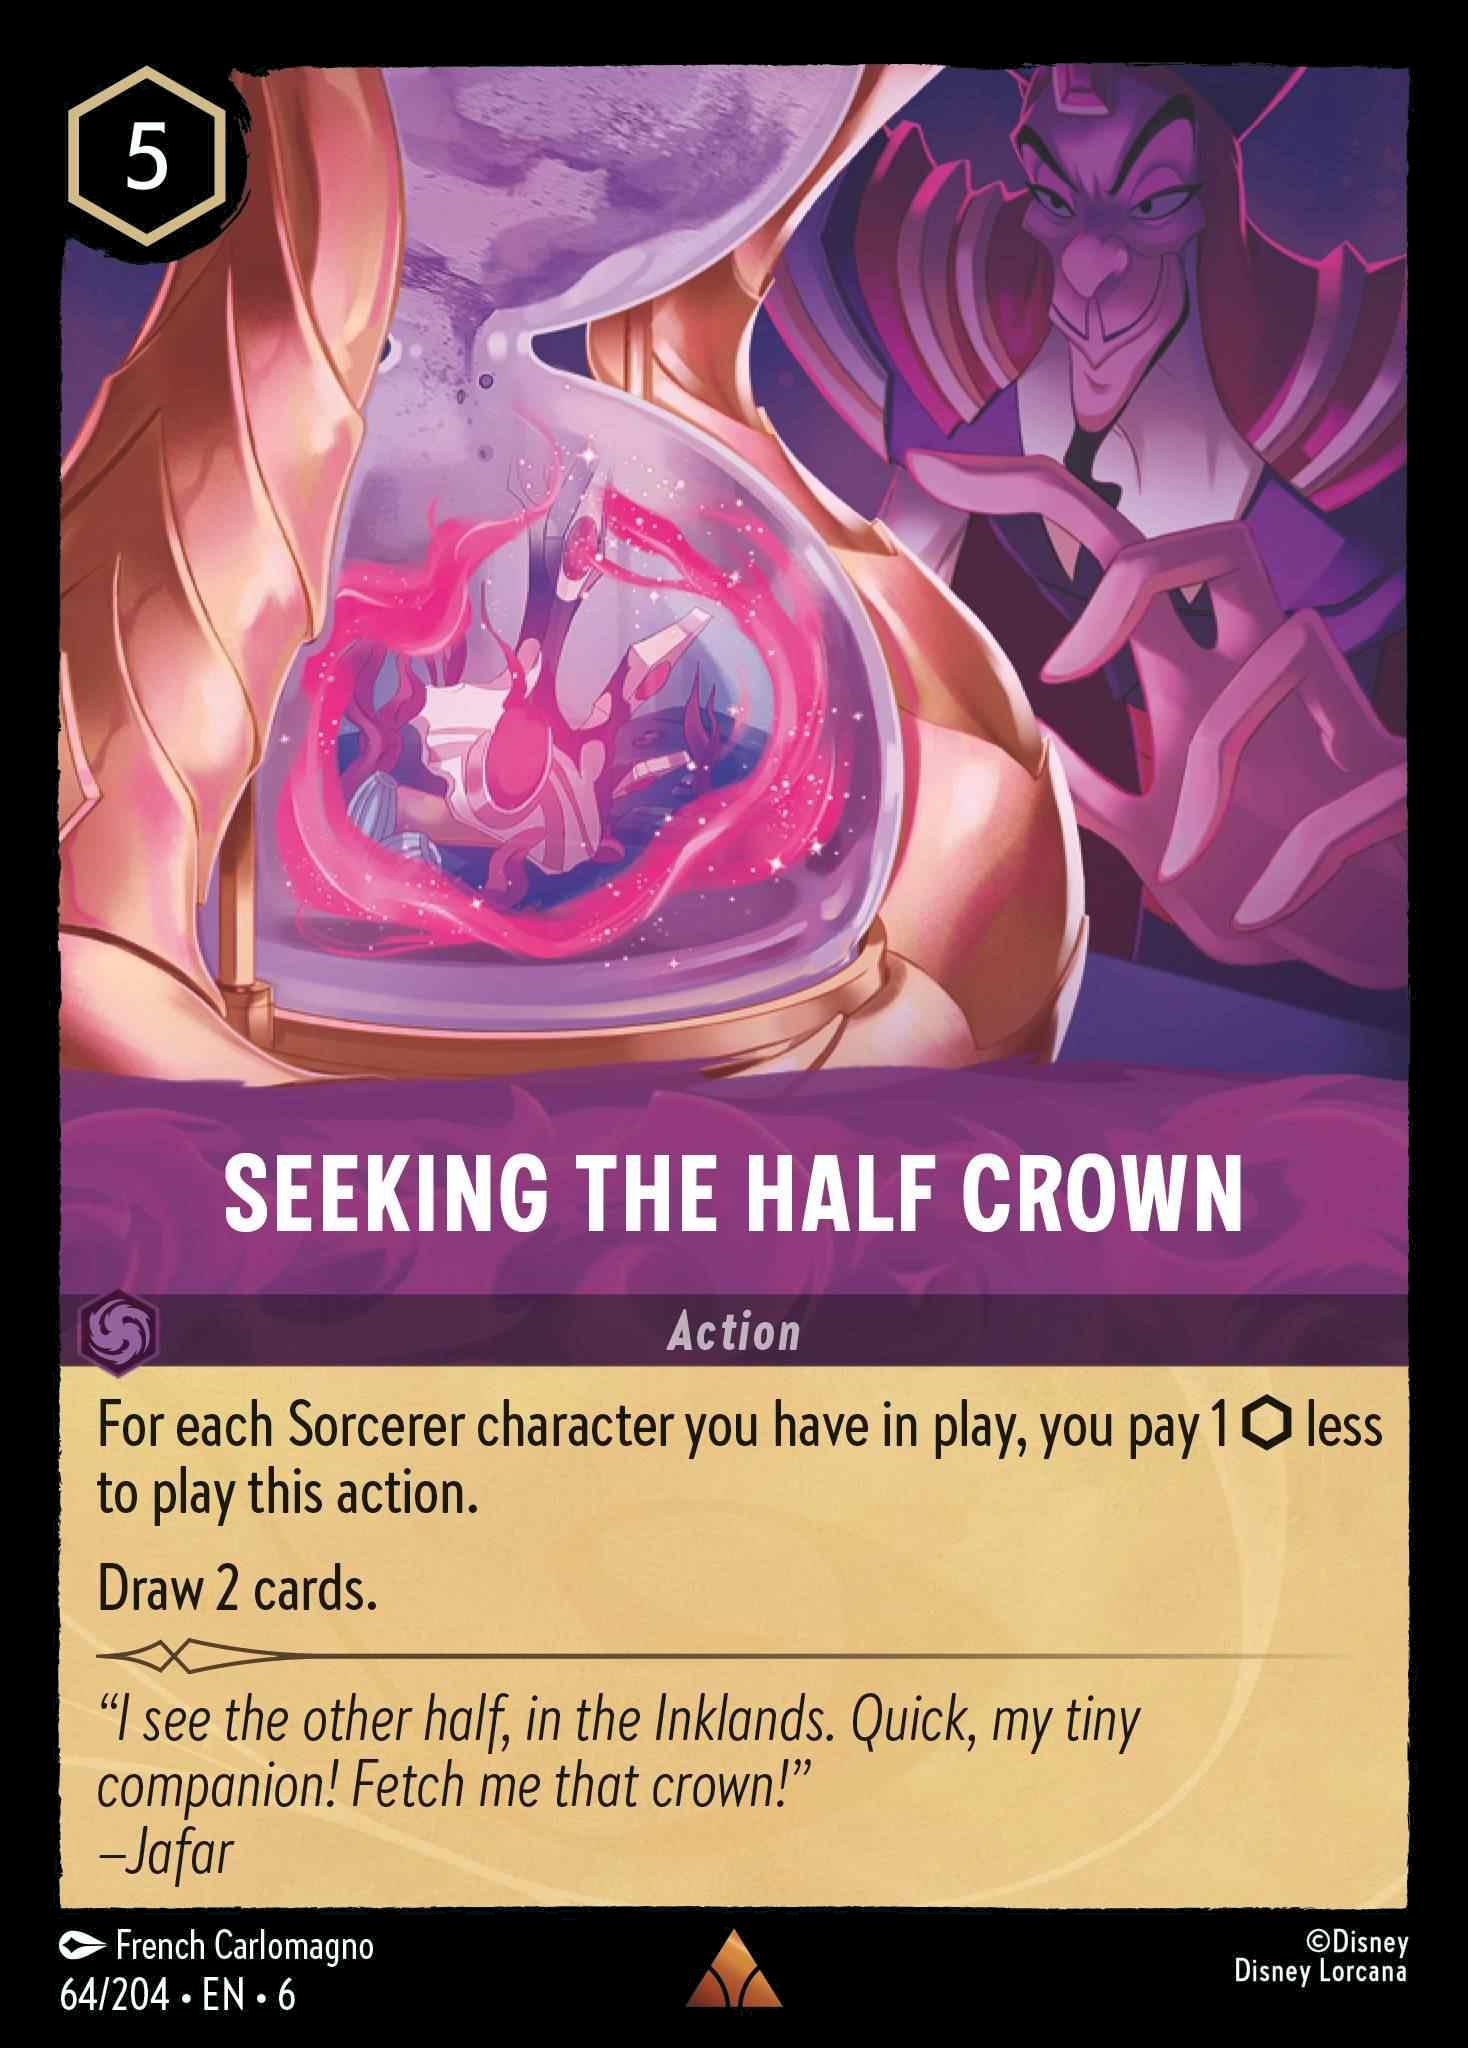 5
SEEKING THE HALF CROWN
Action
For each Sorcerer character you have in play, you pay 1 ⬡ less
to play this action.
Draw 2 cards.
“I see the other half, in the Inklands. Quick, my tiny
companion! Fetch me that crown!”
–Jafar
French Carlomagno
64/204 • EN • 6
©Disney
Disney Lorcana